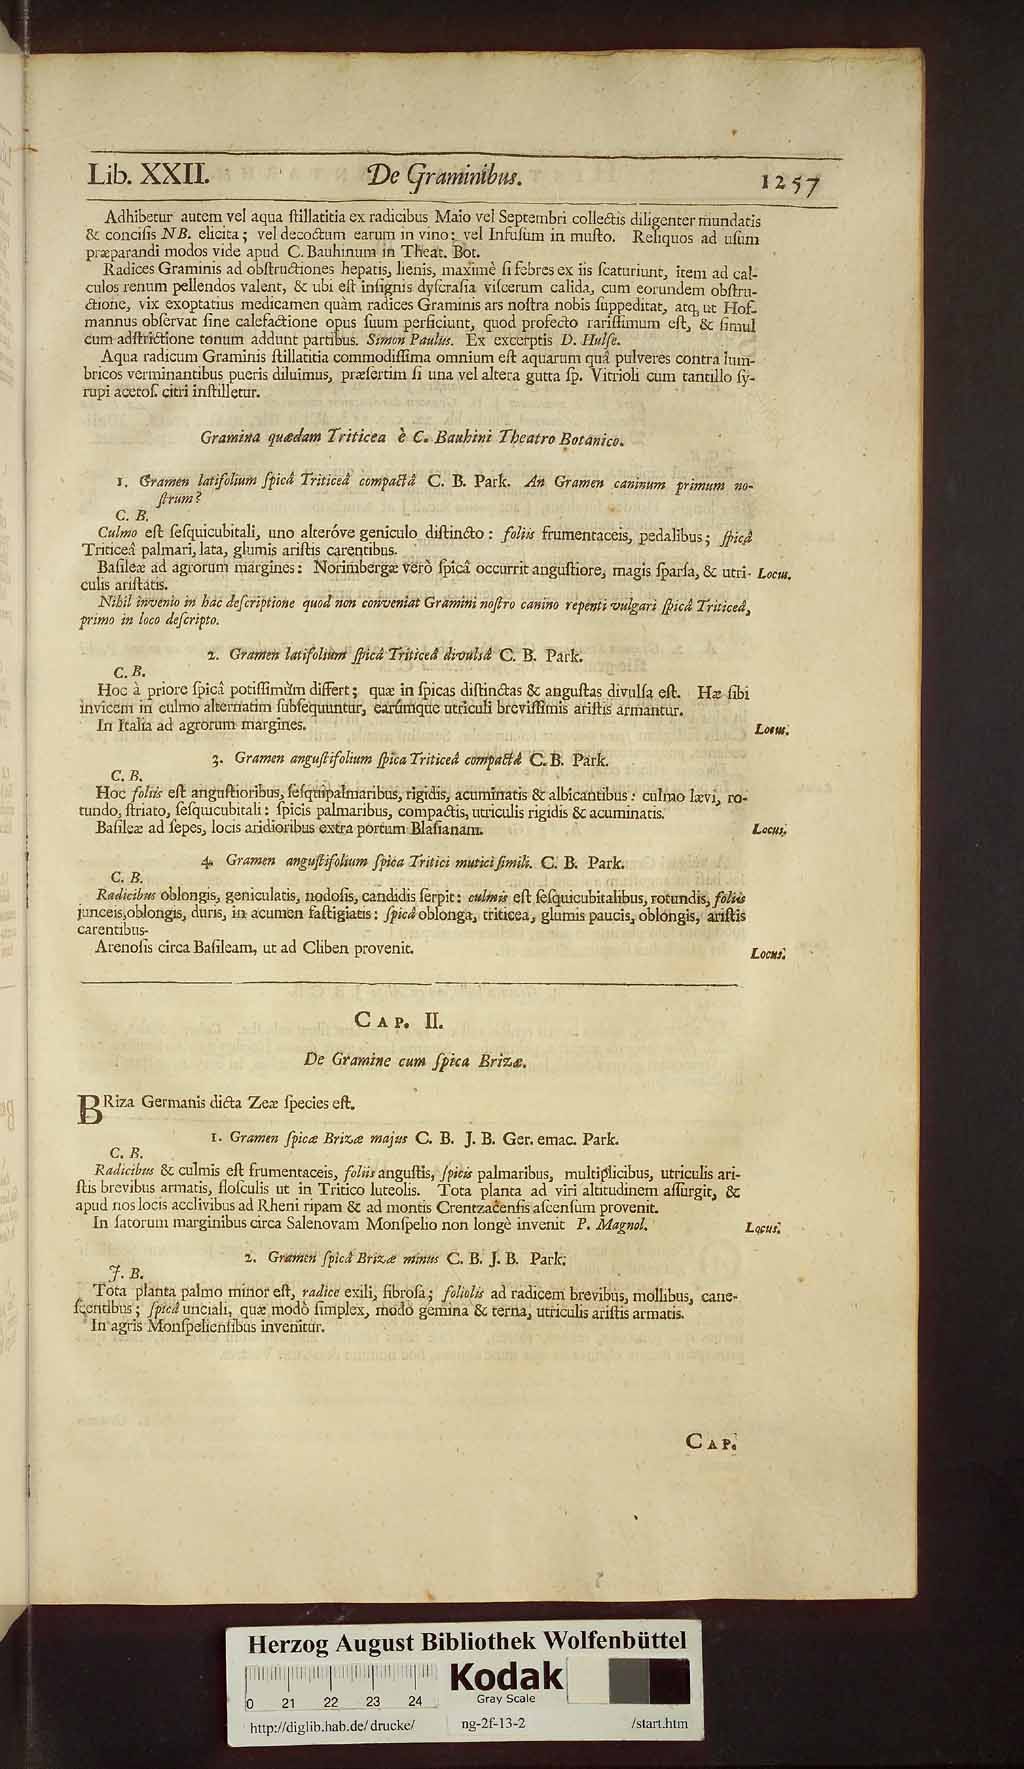 Lib. XXII. De Graminibus. 1257
Adhibetur autem vel aqua ſtillatitia ex radicibus Maio vel Septembri collectis diligenter mundatis
& conciſis NB. elicita; vel decoctum earum in vino; vel Infuſum in muſto. Reliquos ad uſum
præparandi modos vide apud C. Bauhinum in Theat. Bot.
Radices Graminis ad obſtructiones hepatis, lienis, maximè ſi febres ex iis ſcaturiunt, item ad cal-
culos renum pellendos valent, & ubi eſt inſignis dyſcraſia viſcerum calida, cum eorundem obſtru-
ctione, vix exoptatius medicamen quàm radices Graminis ars noſtra nobis ſuppeditat, atq; ut Hof-
mannus obſervat ſine calefactione opus ſuum perficiunt, quod profecto rariſſimum eſt, & ſimul
cum adſtrictione tonum addunt partibus. Simon Paulus. Ex excerptis D. Hulſe.
Aqua radicum Graminis ſtillatitia commodiſſima omnium eſt aquarum quâ pulveres contra lum-
bricos verminantibus pueris diluimus, præſertim ſi una vel altera gutta ſp. Vitrioli cum tantillo ſy-
rupi acetoſ. citri inſtilletur.
Gramina quædam Triticea è C. Bauhini Theatro Botanico.
1. Gramen latifolium ſpicâ Triticeâ compactâ C. B. Park. An Gramen caninum primum no-
ſtrum?
C. B.
Culmo eſt ſeſquicubitali, uno alteróve geniculo diſtincto: foliis frumentaceis, pedalibus; ſpicâ
Triticeâ palmari, lata, glumis ariſtis carentibus.
Baſileæ ad agrorum margines: Norimbergæ verò ſpicâ occurrit anguſtiore, magis ſparſa, & utri- Locus.
culis ariſtatis.
Nihil invenio in hac deſcriptione quod non conveniat Gramini noſtro canino repenti vulgari ſpicâ Triticeâ,
primo in loco deſcripto.
2. Gramen latifolium ſpicâ Triticeâ divulsâ C. B. Park.
C. B.
Hoc à priore ſpicâ potiſſimùm differt; quæ in ſpicas diſtinctas & anguſtas divulſa eſt. Hæ ſibi
invicem in culmo alternatim ſubſequuntur, earúmque utriculi breviſſimis ariſtis armantur.
In Italia ad agrorum margines. Locus.
3. Gramen anguſtifolium ſpica Triticeâ compactâ C. B. Park.
C. B.
Hoc foliis eſt anguſtioribus, ſeſquipalmaribus, rigidis, acuminatis & albicantibus: culmo lævi, ro-
tundo, ſtriato, ſeſquicubitali: ſpicis palmaribus, compactis, utriculis rigidis & acuminatis.
Baſileæ ad ſepes, locis aridioribus extra portum Blaſianam. Locus.
4. Gramen anguſtifolium ſpica Tritici mutici ſimili. C. B. Park.
C. B.
Radicibus oblongis, geniculatis, nodoſis, candidis ſerpit: culmis eſt ſeſquicubitalibus, rotundis, foliis
junceis, oblongis, duris, in acumen faſtigiatis: ſpicâ oblonga, triticea, glumis paucis, oblongis, ariſtis
carentibus.
Arenoſis circa Baſileam, ut ad Cliben provenit. Locus.
CAP. II.
De Gramine cum ſpica Brizæ.
BRiza Germanis dicta Zeæ ſpecies eſt.
1. Gramen ſpicæ Brizæ majus C. B. J. B. Ger. emac. Park.
C. B.
Radicibus & culmis eſt frumentaceis, foliis anguſtis, ſpicis palmaribus, multiplicibus, utriculis ari-
ſtis brevibus armatis, floſculis ut in Tritico luteolis. Tota planta ad viri altitudinem aſſurgit, &
apud nos locis acclivibus ad Rheni ripam & ad montis Crentzacenſis aſcenſum provenit.
In ſatorum marginibus circa Salenovam Monſpelio non longè invenit P. Magnol. Locus.
2. Gramen ſpicâ Brizæ minus C. B. J. B. Park.
J. B.
Tota planta palmo minor eſt, radice exili, fibroſa; foliolis ad radicem brevibus, mollibus, cane-
ſcentibus; ſpicâ unciali, quæ modò ſimplex, modò gemina & terna, utriculis ariſtis armatis.
In agris Monſpelienſibus invenitur.
CAP.
Herzog August Bibliothek Wolfenbüttel
0 21 22 23 24
Kodak
Gray Scale
http://diglib.hab.de/drucke/ ng-2f-13-2 /start.htm